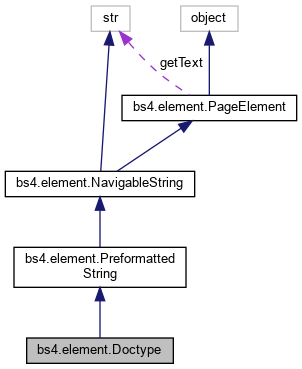 str
object
getText
bs4.element.PageElement
bs4.element.NavigableString
bs4.element.Preformatted
String
bs4.element.Doctype